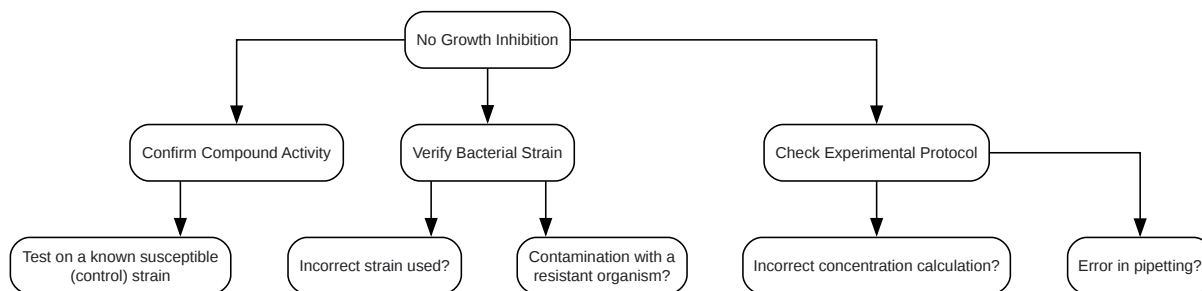 No Growth Inhibition
Confirm Compound Activity
Verify Bacterial Strain
Check Experimental Protocol
Test on a known susceptible
(control) strain
Incorrect strain used?
Contamination with a
resistant organism?
Incorrect concentration calculation?
Error in pipetting?